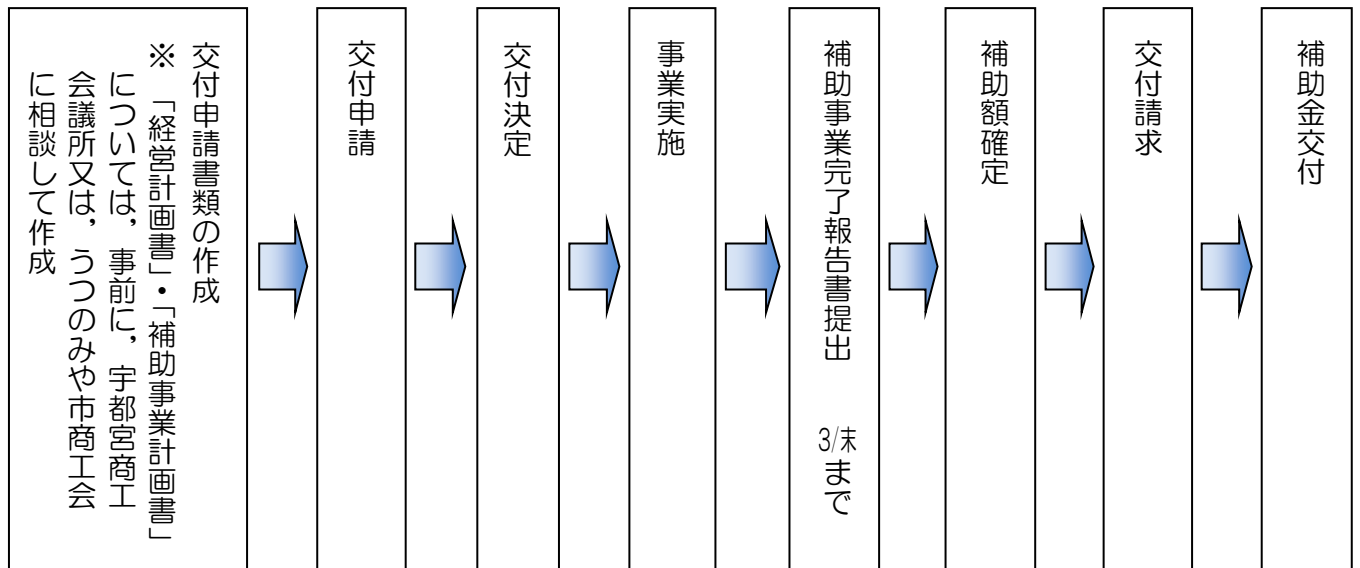 交付申請書類の作成
※　「経営計画書」・「補助事業計画書」
については，事前に，宇都宮商工
会議所又は，うつのみや市商工会
に相談して作成
交付申請
交付決定
事業実施
補助事業完了報告書提出　3/末まで
補助額確定
交付請求
補助金交付